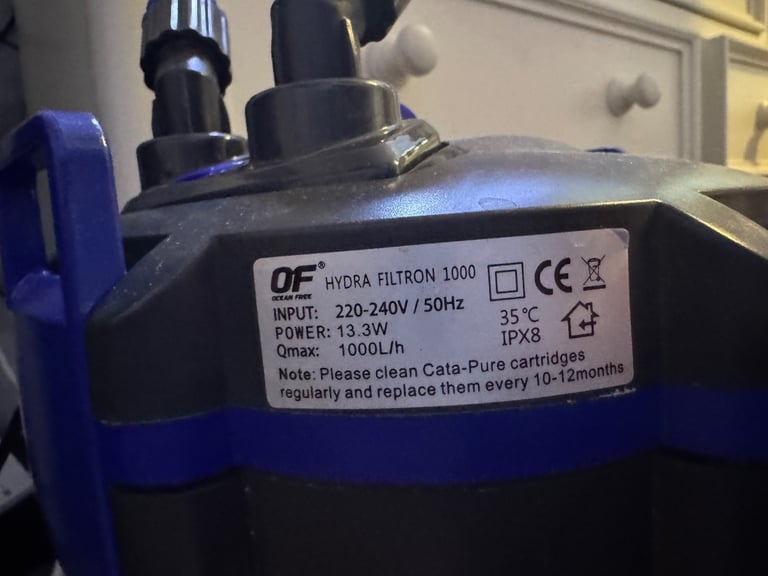 OF® HYDRA FILTRON 1000 CE
OCEAN FREE
INPUT: 220-240V / 50Hz
POWER: 13.3W
Qmax: 1000L/h
35℃
IPX8
Note: Please clean Cata-Pure cartridges
regularly and replace them every 10-12months